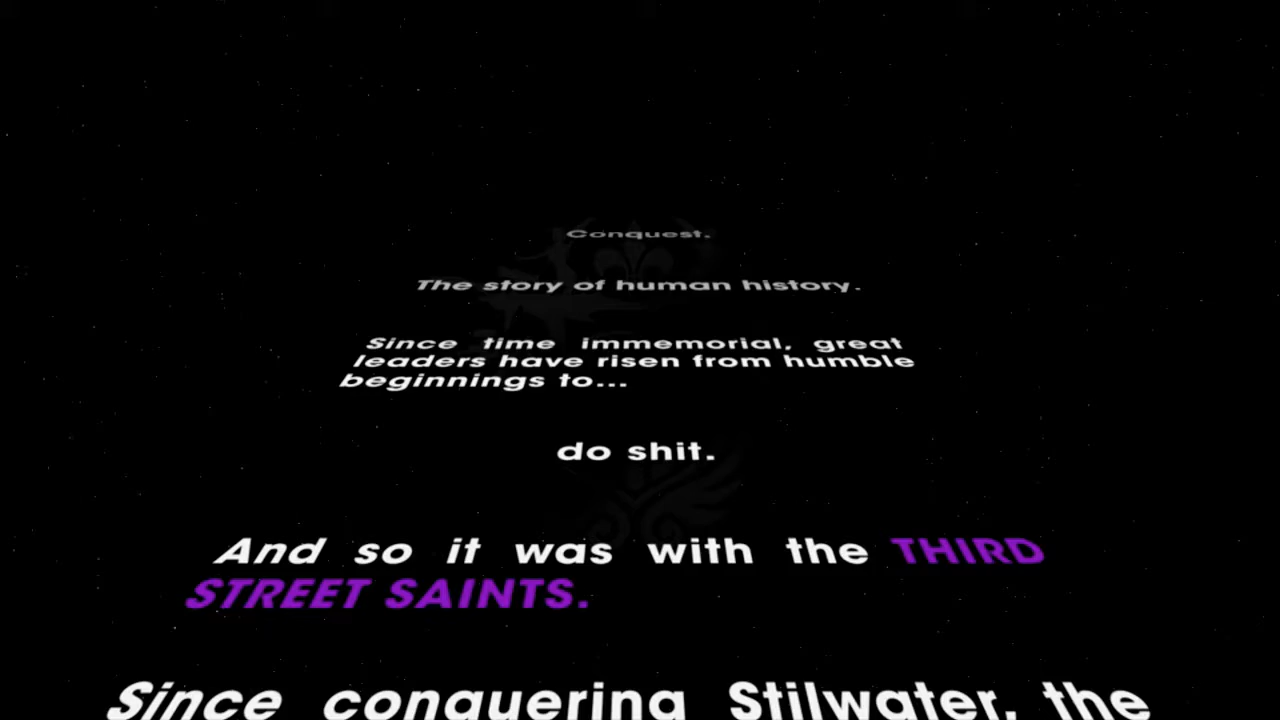 Conquest.
The story of human history.
Since time immemorial, great
leaders have risen from humble
beginnings to...
do shit.
And so it was with the THIRD
STREET SAINTS.
Since conquering Stilwater, the